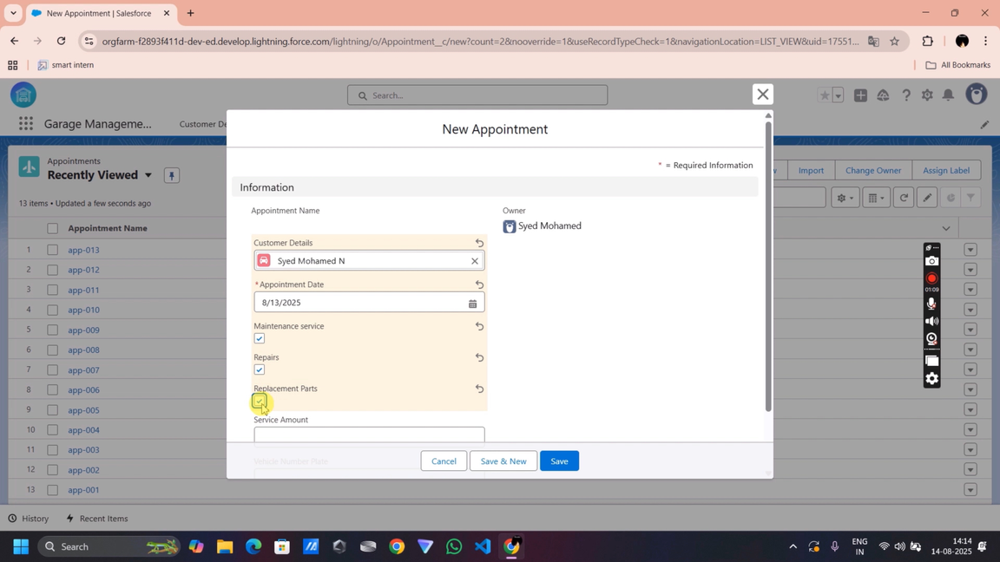 New Appointment | Salesforce
orgfarm-f2893f411d-dev-ed.develop.lightning.force.com/lightning/o/Appointment__c/new?count=2&nooverride=1&useRecordTypeCheck=1&navigationLocation=LIST_VIEW&uid=17551...
smart intern
All Bookmarks
Search...
Garage Manageme...
Customer De
New Appointment
* = Required Information
Appointments
Recently Viewed
Import
Change Owner
Assign Label
13 items • Updated a few seconds ago
Information
Appointment Name
Owner
Syed Mohamed
Customer Details
Syed Mohamed N
*Appointment Date
8/13/2025
Maintenance service
Repairs
Replacement Parts
Service Amount
Vehicle Number Plate
Cancel
Save & New
Save
Appointment Name
1 app-013
2 app-012
3 app-011
4 app-010
5 app-009
6 app-008
7 app-007
8 app-006
9 app-005
10 app-004
11 app-003
12 app-002
13 app-001
01:09
History
Recent Items
Search
ENG
IN
14:14
14-08-2025